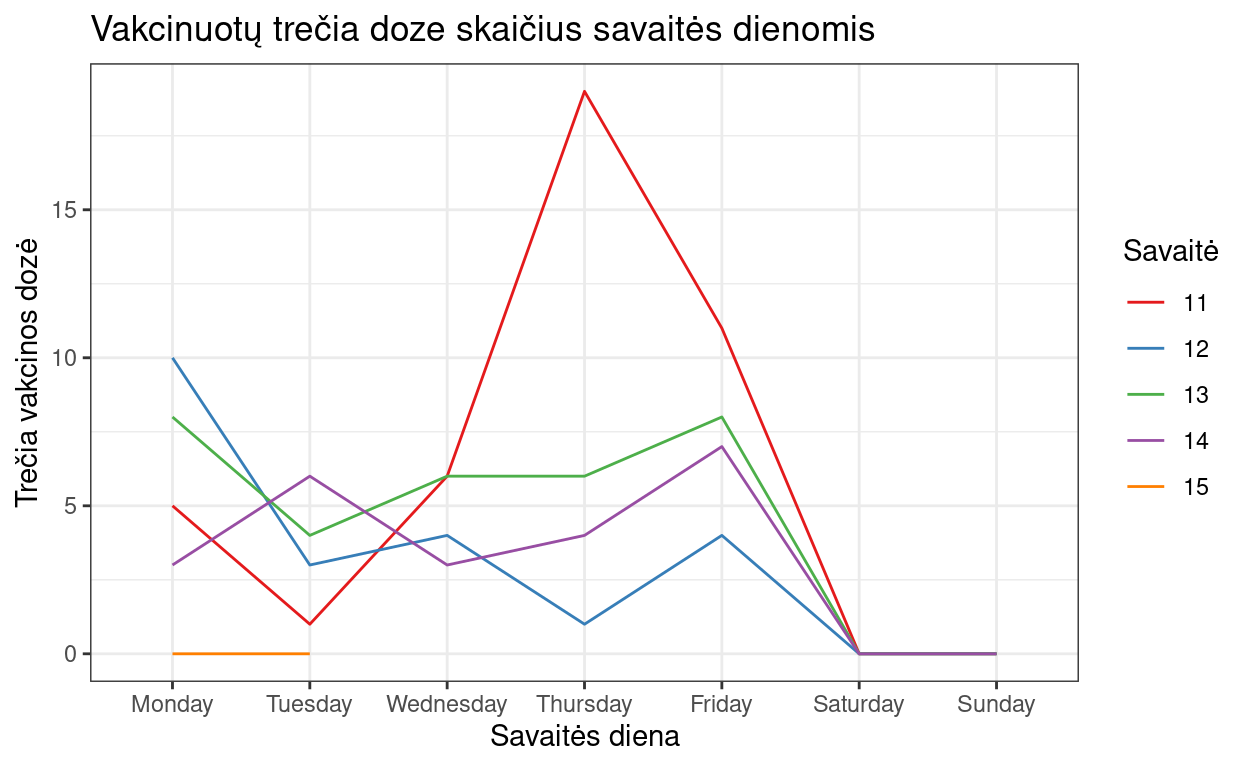 Vakcinuotų trečia doze skaičius savaitės dienomis
Trečia vakcinos dozė
15
10
5
0
Monday Tuesday Wednesday Thursday Friday Saturday Sunday
Savaitės diena
Savaitė
11
12
13
14
15